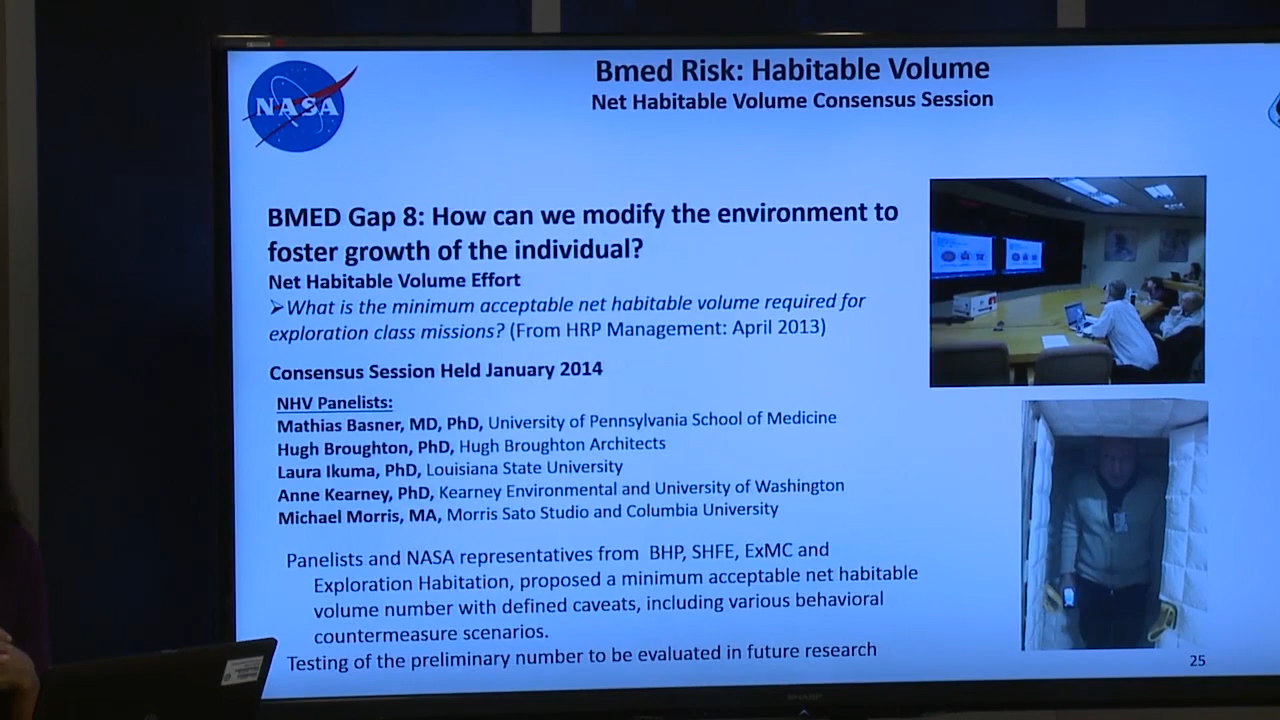 NASA
Bmed Risk: Habitable Volume
Net Habitable Volume Consensus Session
BMED Gap 8: How can we modify the environment to
foster growth of the individual?
Net Habitable Volume Effort
➢What is the minimum acceptable net habitable volume required for
exploration class missions? (From HRP Management: April 2013)
Consensus Session Held January 2014
NHV Panelists:
Mathias Basner, MD, PhD, University of Pennsylvania School of Medicine
Hugh Broughton, PhD, Hugh Broughton Architects
Laura Ikuma, PhD, Louisiana State University
Anne Kearney, PhD, Kearney Environmental and University of Washington
Michael Morris, MA, Morris Sato Studio and Columbia University
Panelists and NASA representatives from BHP, SHFE, ExMC and
Exploration Habitation, proposed a minimum acceptable net habitable
volume number with defined caveats, including various behavioral
countermeasure scenarios.
Testing of the preliminary number to be evaluated in future research
25
SHARP